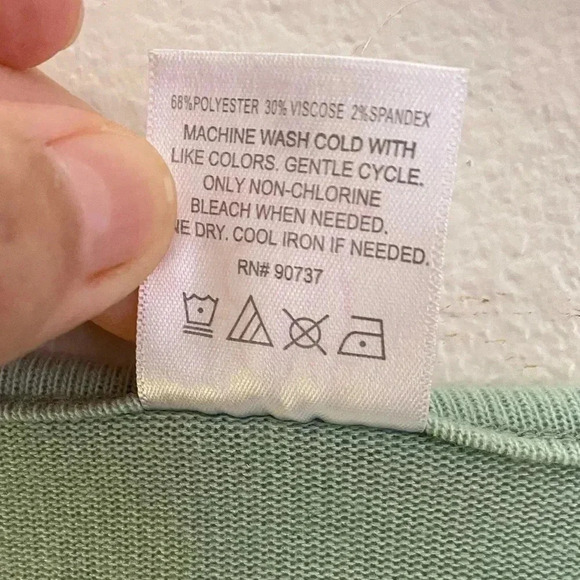 68%POLYESTER 30%VISCOSE 2%SPANDEX
MACHINE WASH COLD WITH
LIKE COLORS. GENTLE CYCLE.
ONLY NON-CHLORINE
BLEACH WHEN NEEDED.
DRY. COOL IRON IF NEEDED.
RN# 90737